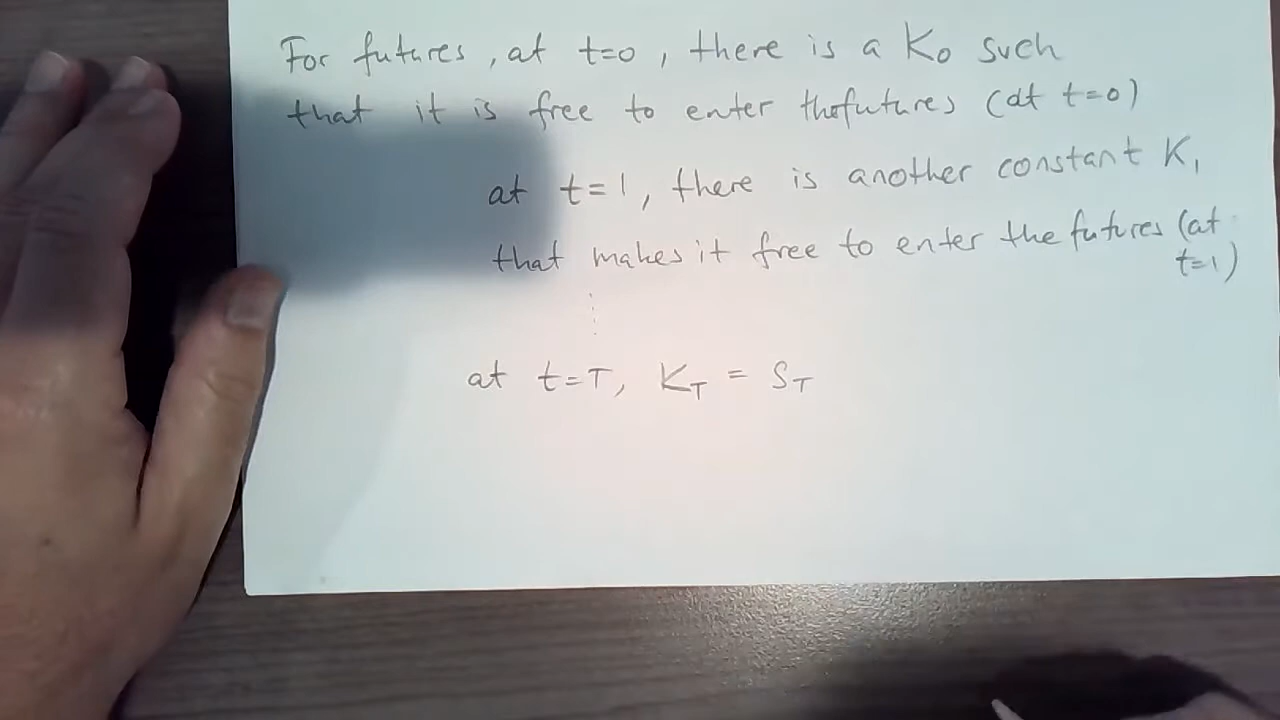 For futures, at t=0, there is a K₀ such
that it is free to enter thefutures (at t=0)
at t=1, there is another constant K₁
that makes it free to enter the futures (at
t=1)
at t=T, K_T = S_T